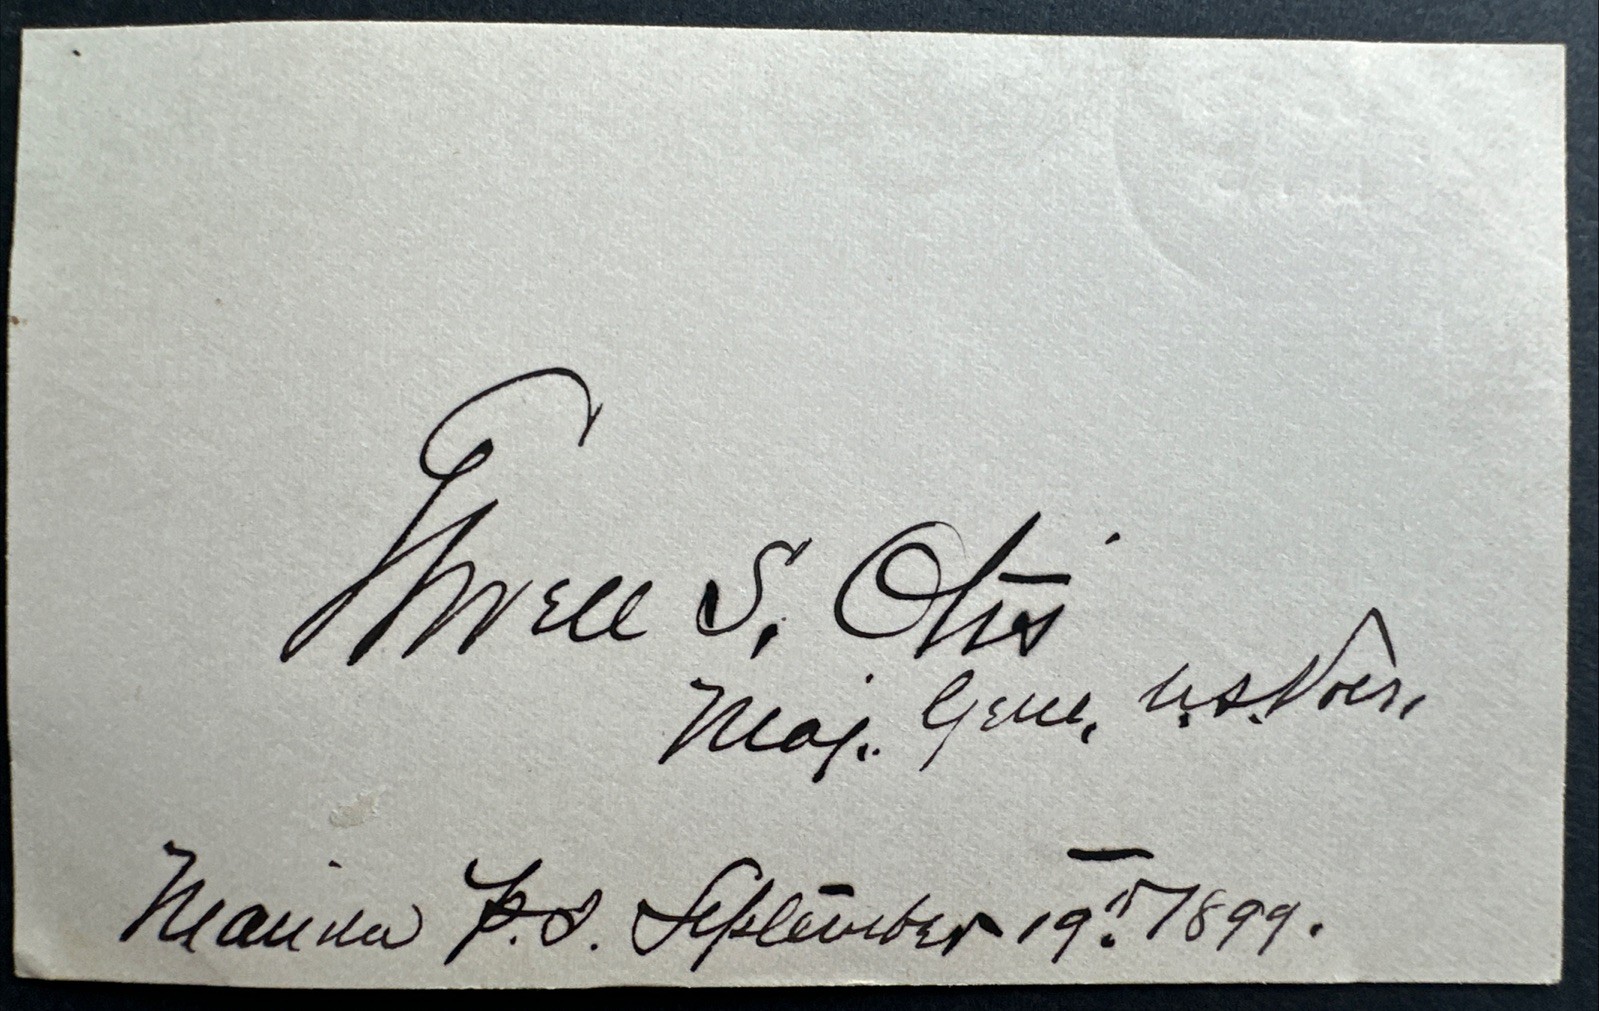 Elwell S. Otis
Maj. Genl. U.S. Vols.
Manila P.I. September 19th 1899.